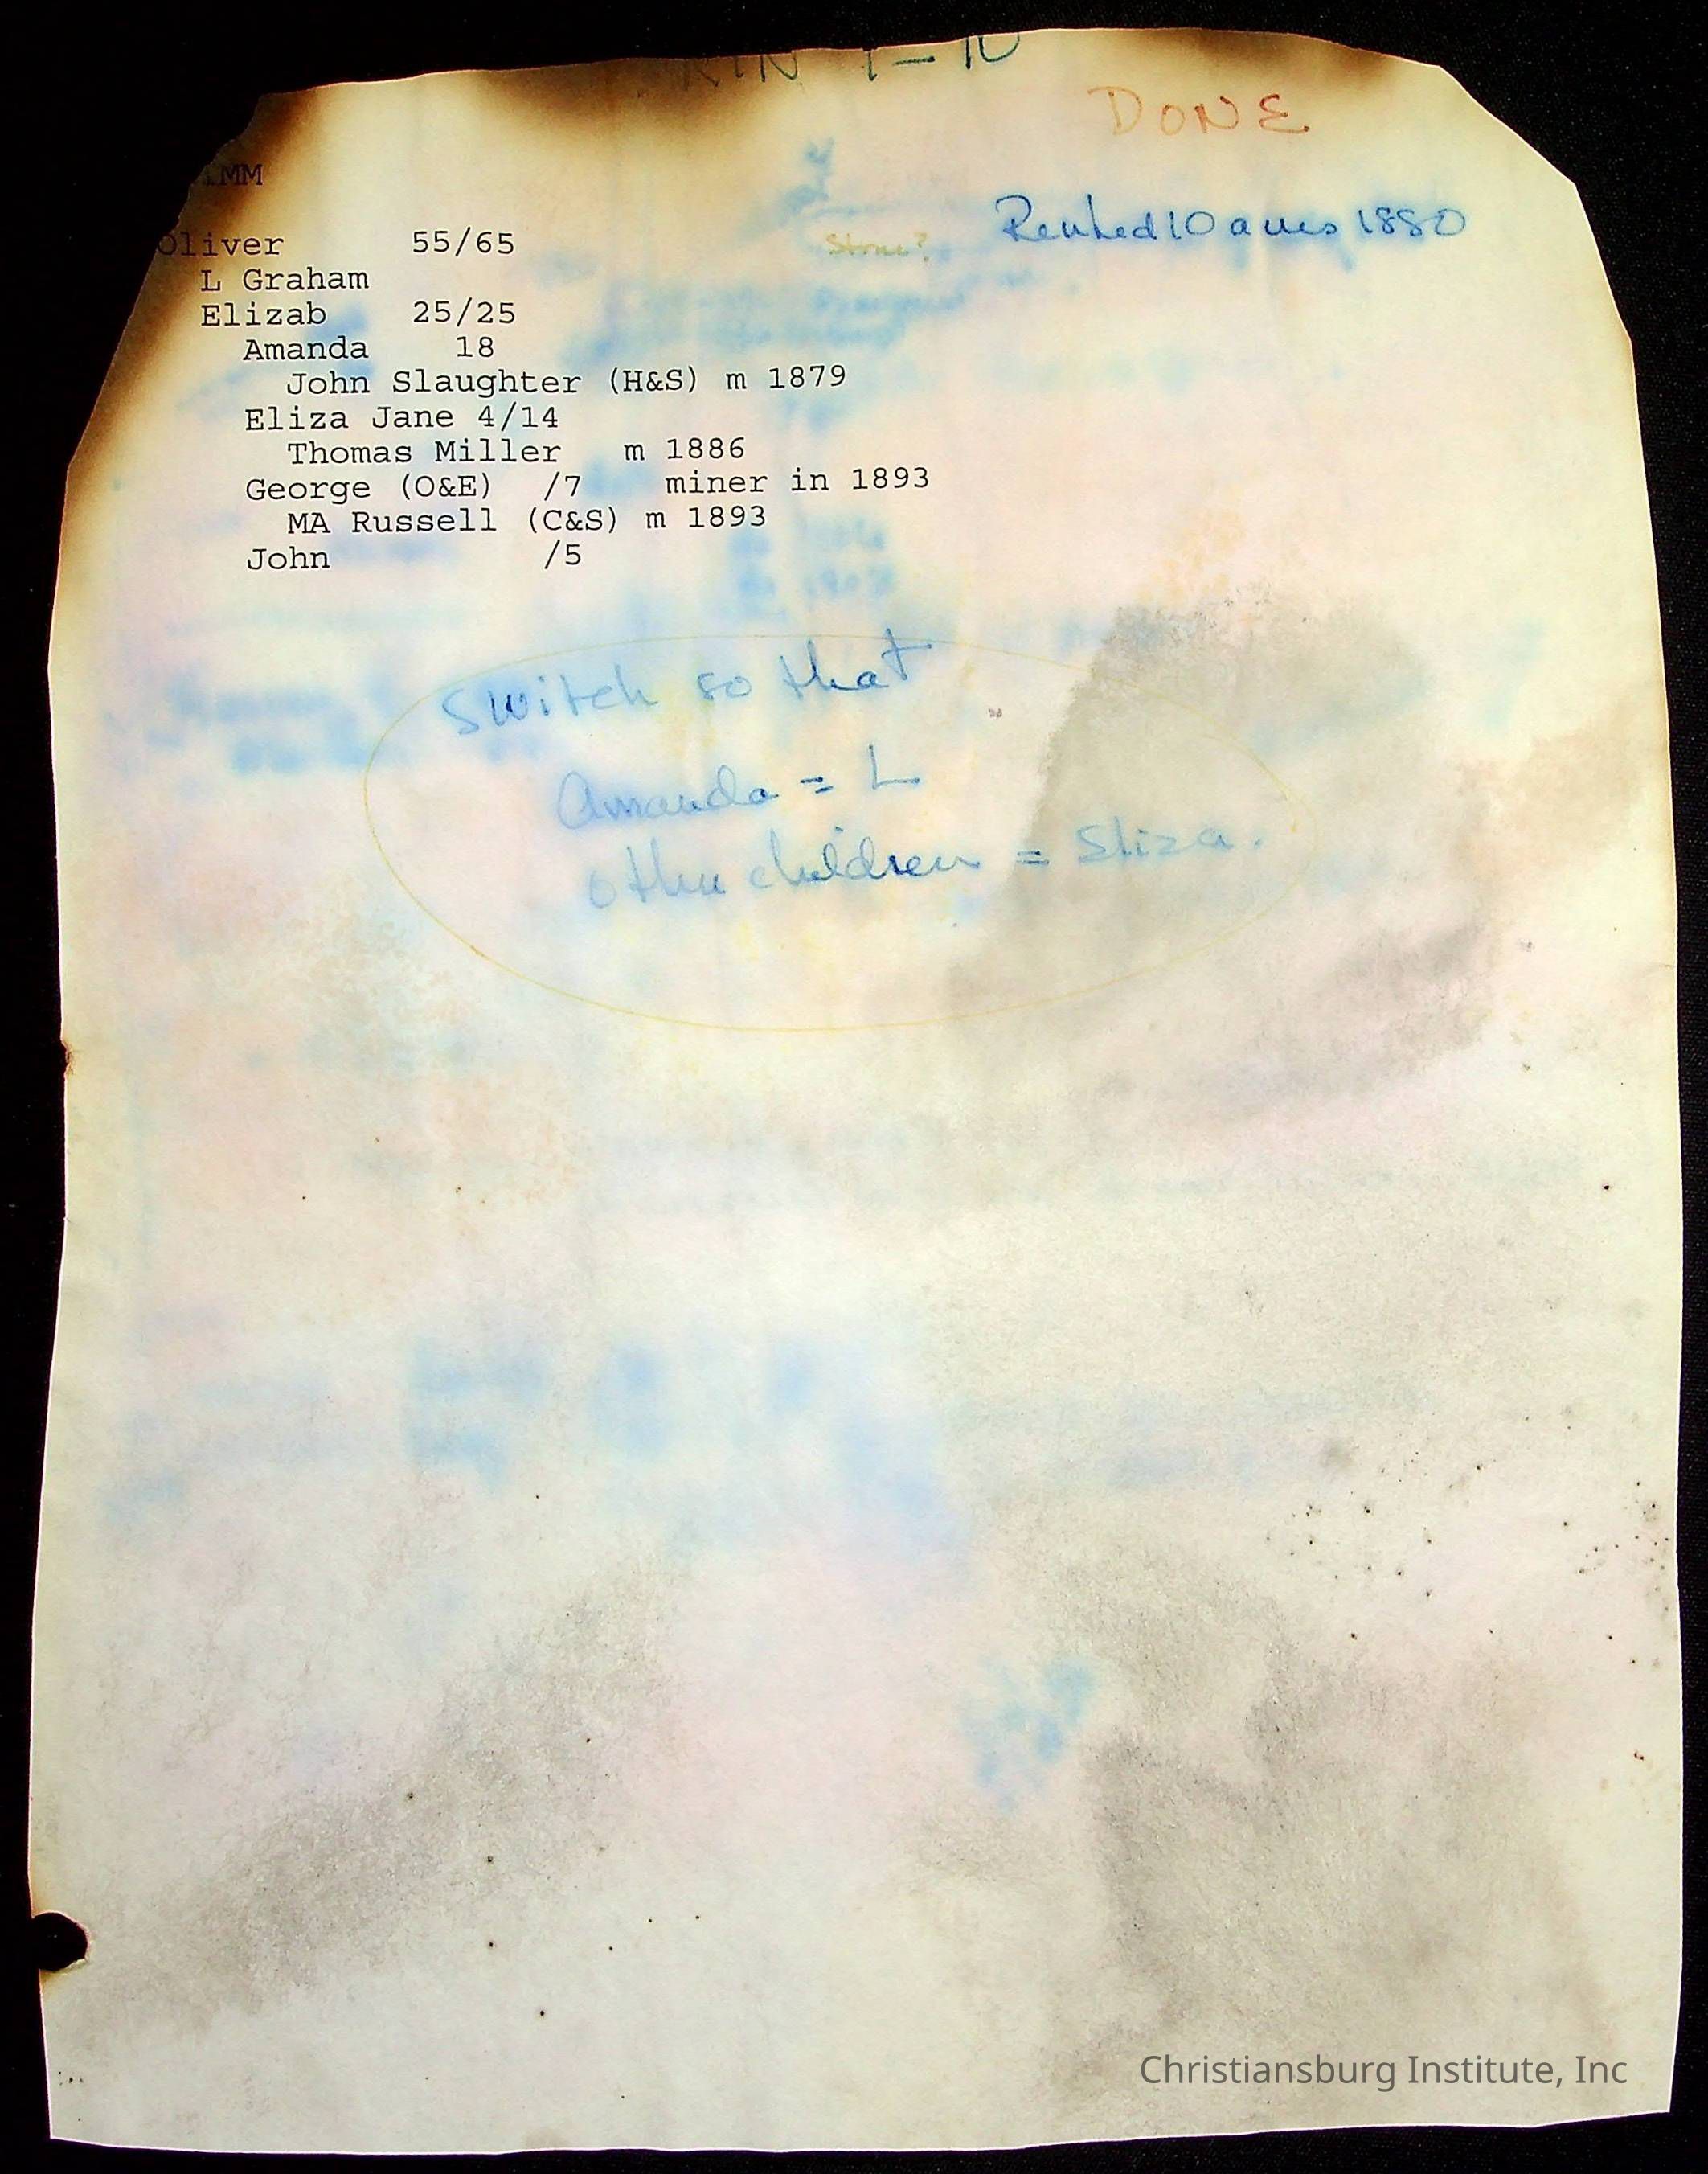 DONE
Rented 10 acres 1880
Stone?
Oliver 55/65
L Graham
Elizab 25/25
Amanda 18
John Slaughter (H&S) m 1879
Eliza Jane 4/14
Thomas Miller m 1886
George (O&E) /7 miner in 1893
MA Russell (C&S) m 1893
John /5
Switch so that
Amanda = L
other children = Eliza.
Christiansburg Institute, Inc